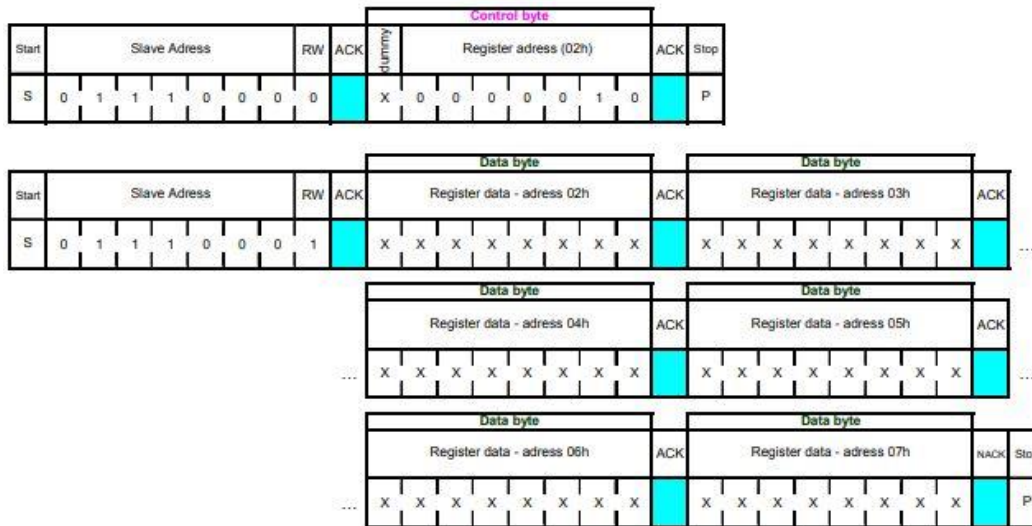 Control byte
Start Slave Adress RW ACK dummy Register adress (02h) ACK Stop
S 0 1 1 1 0 0 0 0 X 0 0 0 0 0 1 0 P
Data byte Data byte
Start Slave Adress RW ACK Register data - adress 02h ACK Register data - adress 03h ACK
S 0 1 1 1 0 0 0 1 X X X X X X X X X X X X X X X X ...
Data byte Data byte
Register data - adress 04h ACK Register data - adress 05h ACK
... X X X X X X X X X X X X X X X X ...
Data byte Data byte
Register data - adress 06h ACK Register data - adress 07h NACK Sto
... X X X X X X X X X X X X X X X X P